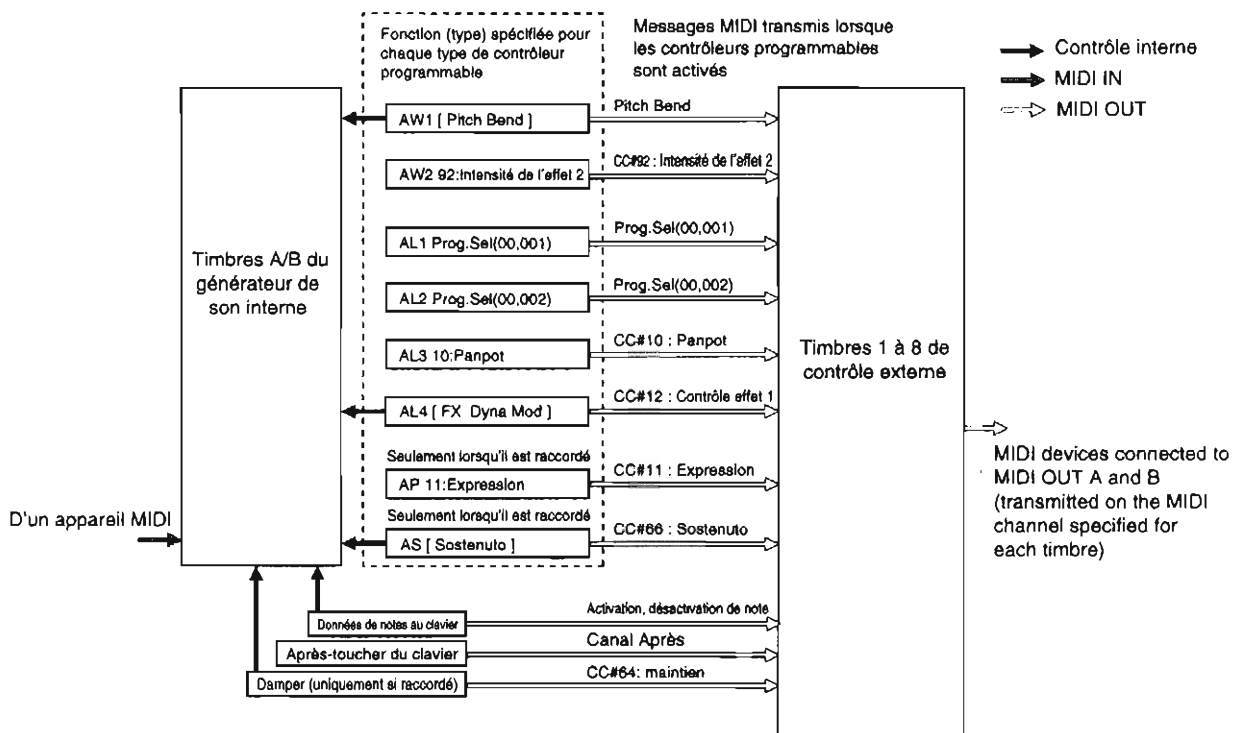 Fonction (type) spécifiée pour
chaque type de contrôleur
programmable
Messages MIDI transmis lorsque
les contrôleurs programmables
sont activés
Contrôle interne
MIDI IN
MIDI OUT
AW1 [ Pitch Bend ]
Pitch Bend
AW2 92:Intensité de l'effet 2
CC#92 : Intensité de l'effet 2
AL1 Prog.Sel(00,001)
Prog.Sel(00,001)
AL2 Prog.Sel(00,002)
Prog.Sel(00,002)
AL3 10:Panpot
CC#10 : Panpot
AL4 [ FX Dyna Mod ]
CC#12 : Contrôle effet 1
Seulement lorsqu'il est raccordé
AP 11:Expression
CC#11 : Expression
Seulement lorsqu'il est raccordé
AS [ Sostenuto ]
CC#66 : Sostenuto
Timbres A/B du
générateur de
son interne
Timbres 1 à 8 de
contrôle externe
D'un appareil MIDI
MIDI devices connected to
MIDI OUT A and B
(transmitted on the MIDI
channel specified for
each timbre)
Données de notes au clavier
Activation, désactivation de note
Après-toucher du clavier
Canal Après
Damper (uniquement si raccordé)
CC#64: maintien